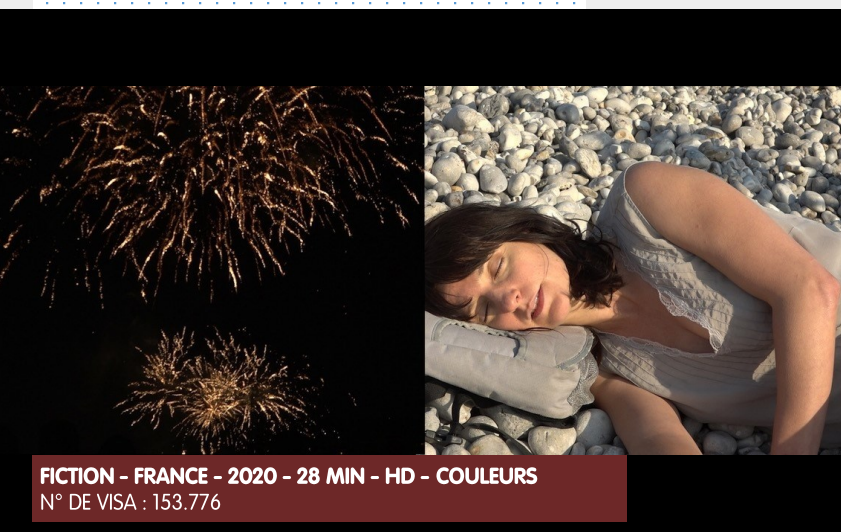 FICTION – FRANCE – 2020 – 28 MIN – HD – COULEURS
N° DE VISA : 153.776